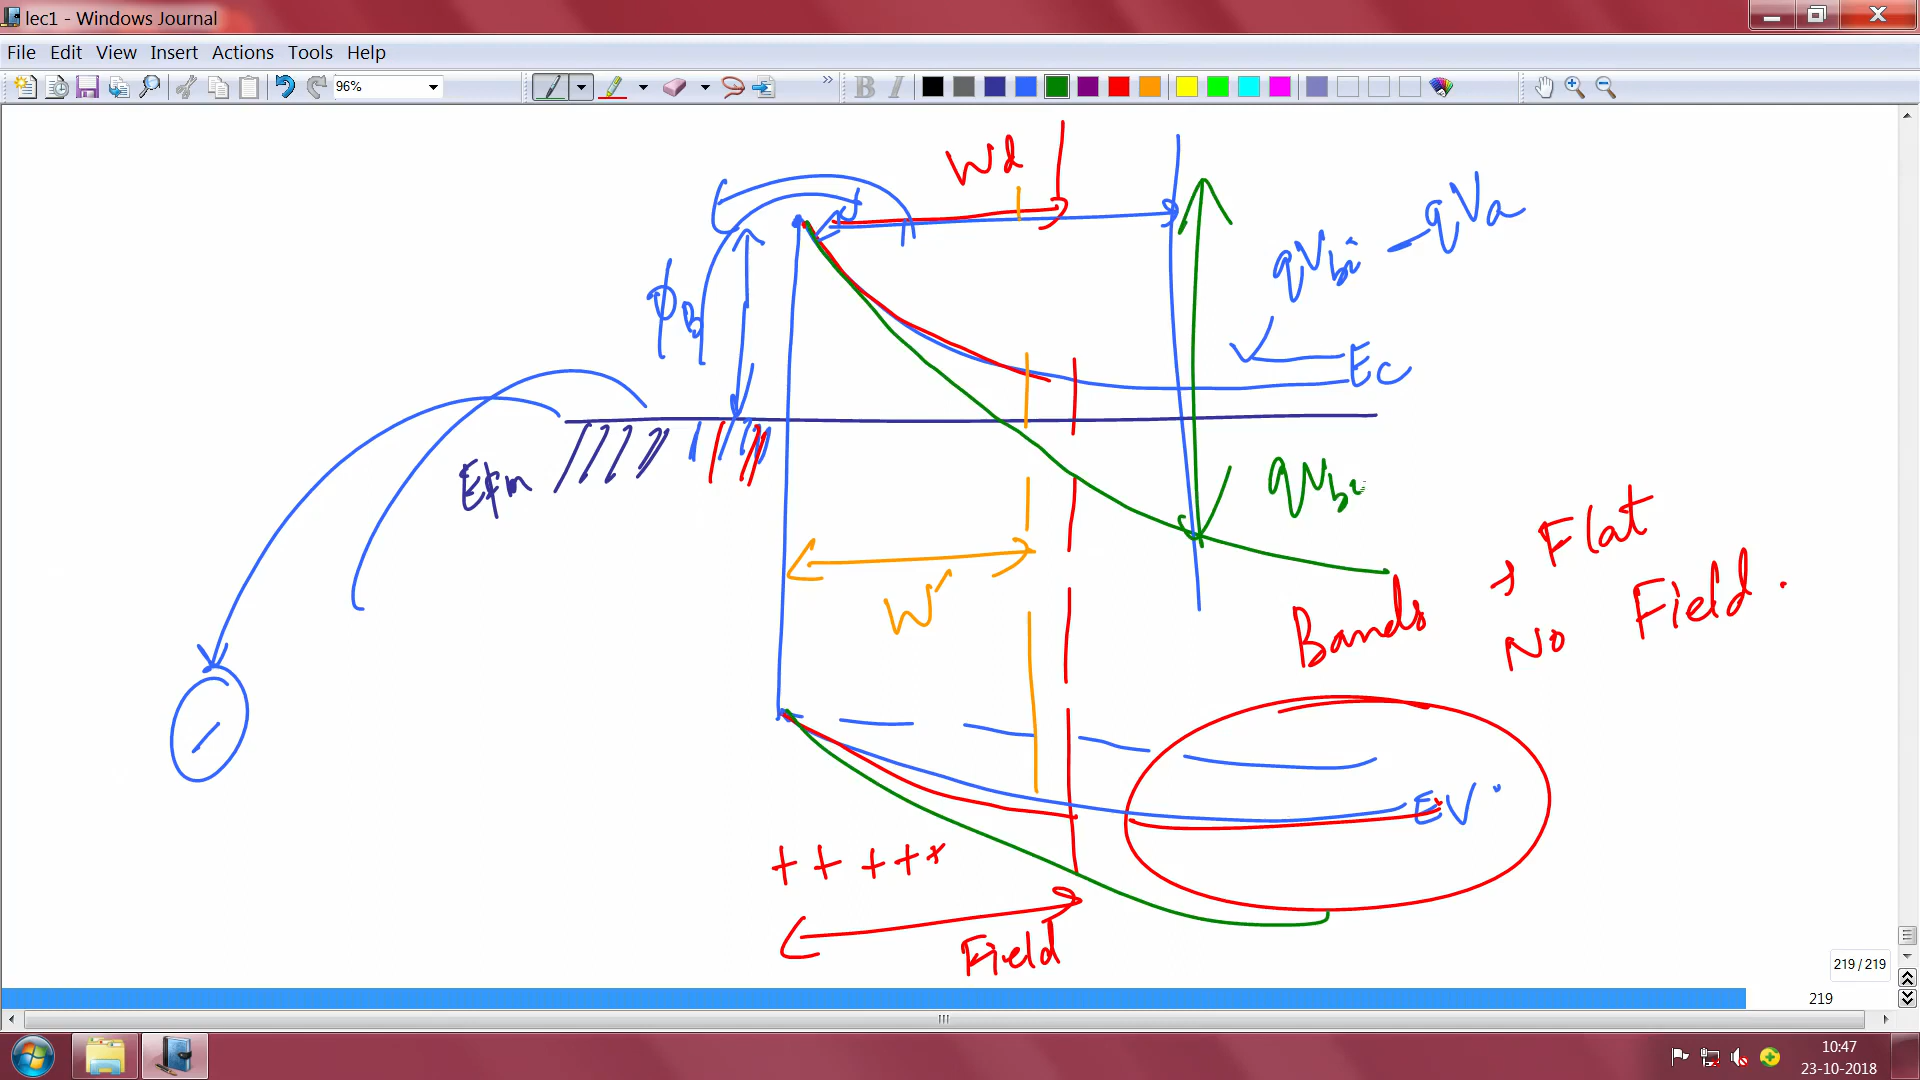 lec1 - Windows Journal
File Edit View Insert Actions Tools Help
96%
B I
Wd
qVbi - qVa
ϕB
Ec
Efm
qVbi
→ Flat
Bands
No Field.
W'
EV
+ + + + +
Field
-
219 / 219
219
10:47
23-10-2018